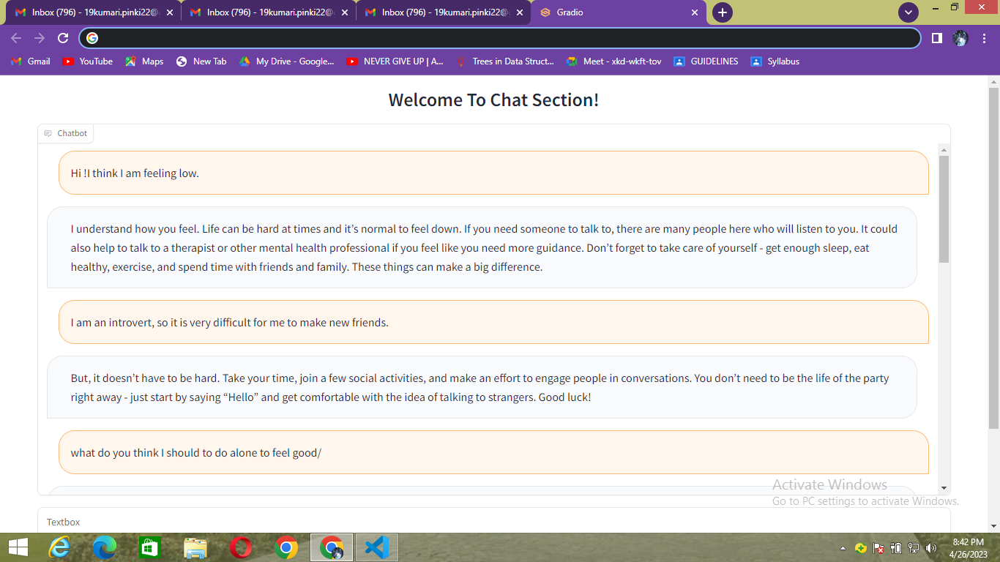 Inbox (796) - 19kumari.pinki22@
Inbox (796) - 19kumari.pinki22@
Inbox (796) - 19kumari.pinki22@
Gradio
Gmail
YouTube
Maps
New Tab
My Drive - Google...
NEVER GIVE UP | A...
Trees in Data Struct...
Meet - xkd-wkft-tov
GUIDELINES
Syllabus
Welcome To Chat Section!
Chatbot
Hi !I think I am feeling low.
I understand how you feel. Life can be hard at times and it’s normal to feel down. If you need someone to talk to, there are many people here who will listen to you. It could
also help to talk to a therapist or other mental health professional if you feel like you need more guidance. Don’t forget to take care of yourself - get enough sleep, eat
healthy, exercise, and spend time with friends and family. These things can make a big difference.
I am an introvert, so it is very difficult for me to make new friends.
But, it doesn’t have to be hard. Take your time, join a few social activities, and make an effort to engage people in conversations. You don’t need to be the life of the party
right away - just start by saying “Hello” and get comfortable with the idea of talking to strangers. Good luck!
what do you think I should to do alone to feel good/
Activate Windows
Go to PC settings to activate Windows.
Textbox
8:42 PM
4/26/2023